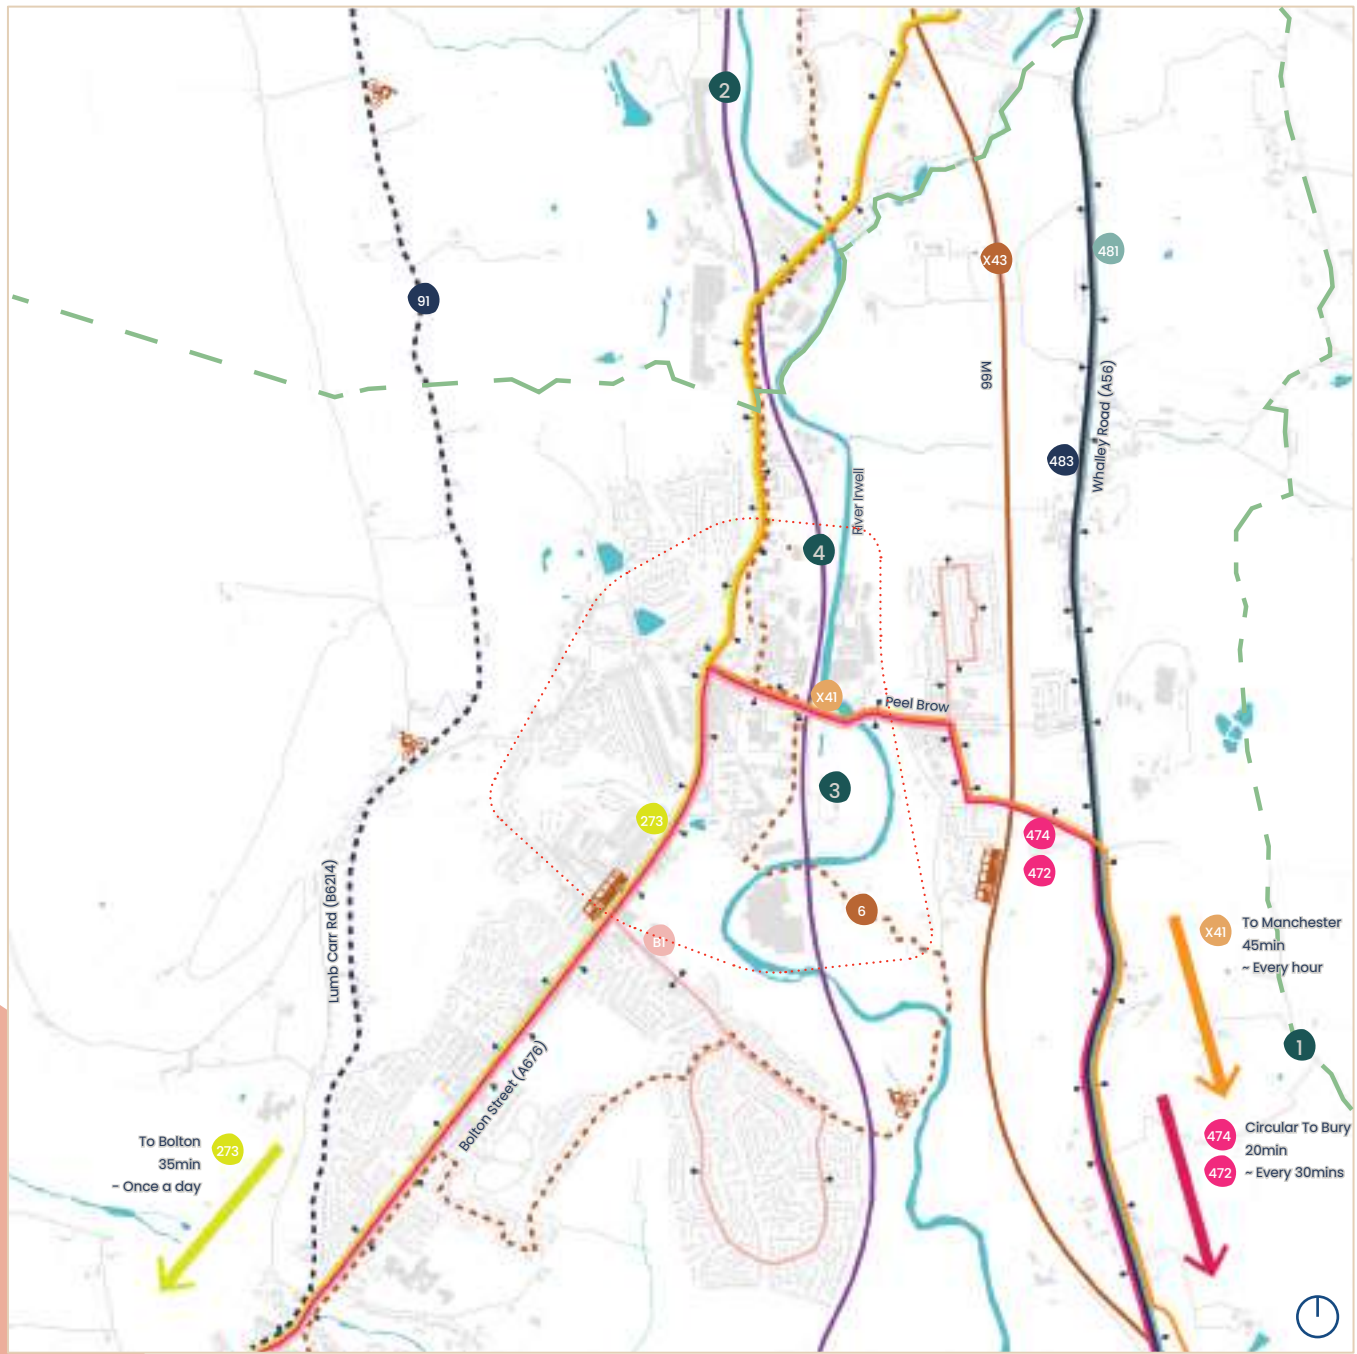 2
91
X43
481
M66
Whalley Road (A56)
483
River Irwell
4
X41
Peel Brow
3
273
474
472
6
B1
Lumb Carr Rd (B6214)
Bolton Street (A676)
X41
To Manchester
45min
~ Every hour
1
474
Circular To Bury
20min
472
~ Every 30mins
To Bolton
273
35min
~ Once a day